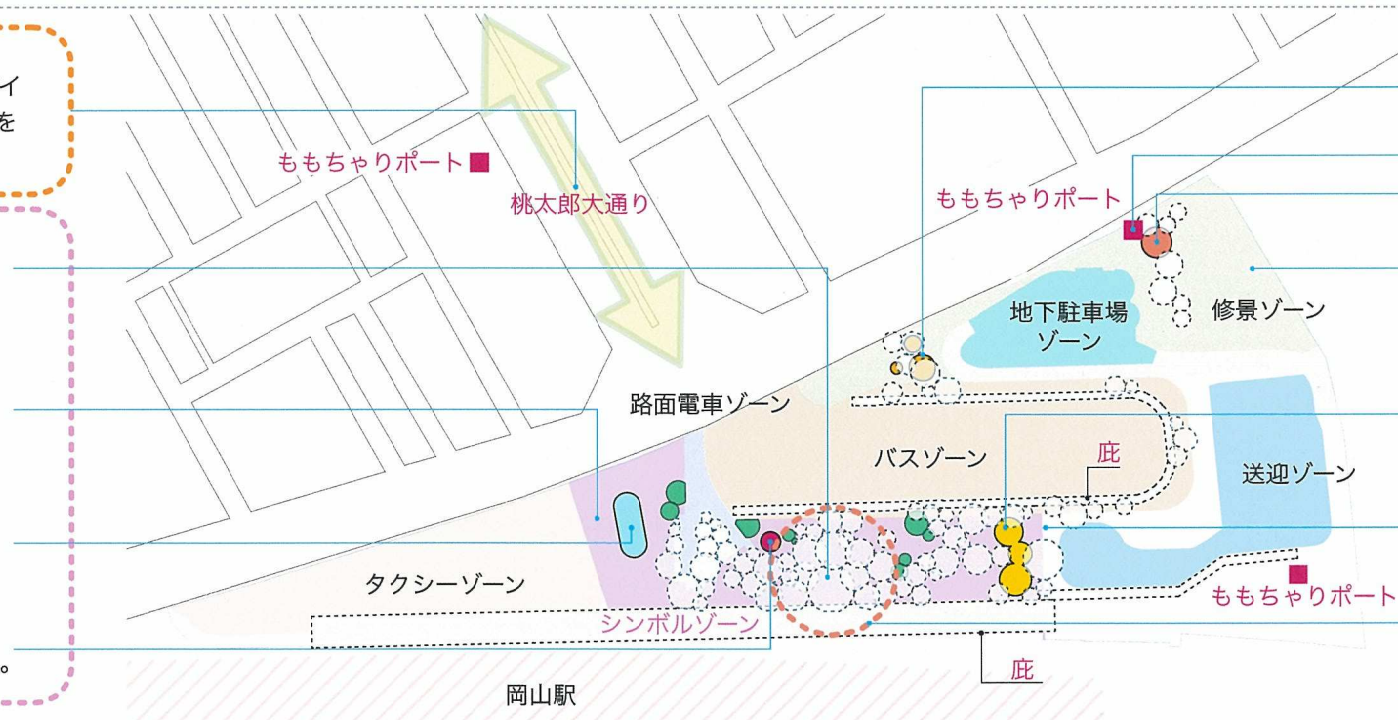 イ
を
ももちゃりポート
桃太郎大通り
ももちゃりポート
地下駐車場
ゾーン
修景ゾーン
路面電車ゾーン
バスゾーン
庇
送迎ゾーン
タクシーゾーン
シンボルゾーン
ももちゃりポート
。
庇
岡山駅